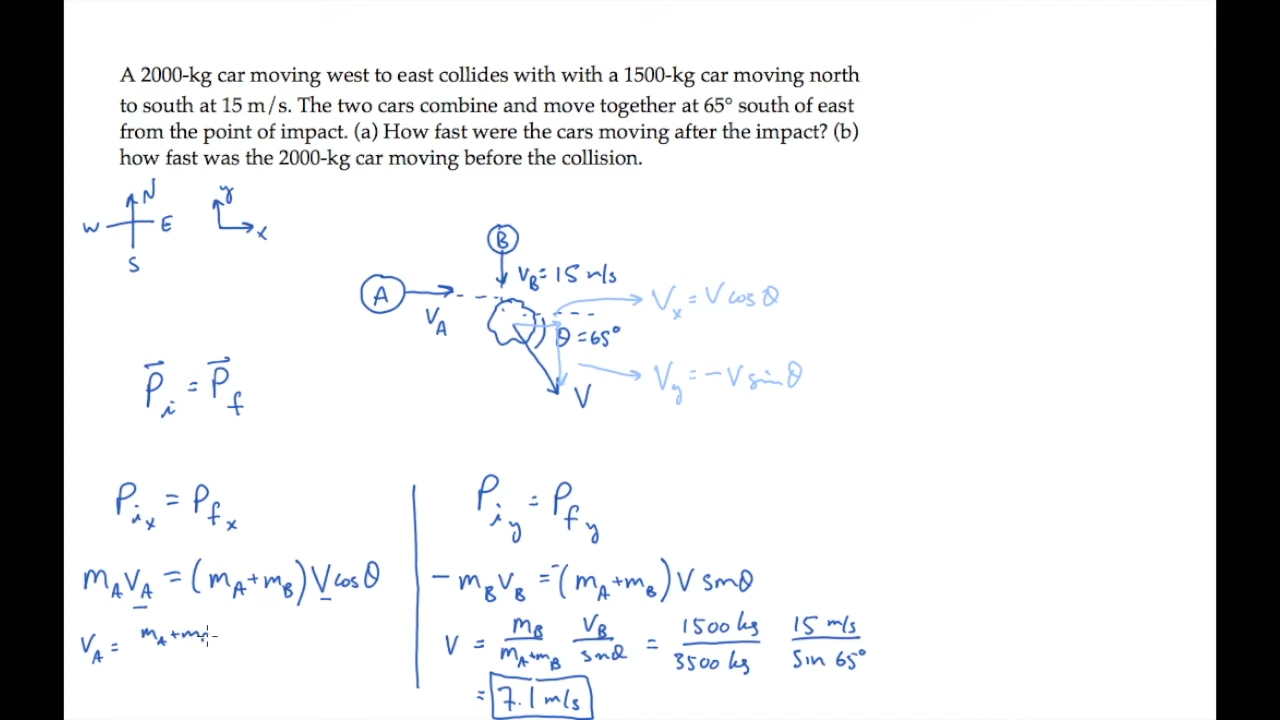 A 2000-kg car moving west to east collides with with a 1500-kg car moving north
to south at 15 m/s. The two cars combine and move together at 65° south of east
from the point of impact. (a) How fast were the cars moving after the impact? (b)
how fast was the 2000-kg car moving before the collision.
N
W E
S
y
x
B
V_B = 15 m/s
A
V_A
V_x = V cos θ
θ = 65°
V_y = -V sin θ
V
P⃗_i = P⃗_f
P_ix = P_fx
m_A V_A = (m_A + m_B) V cos θ
V_A = m_A + m
P_iy = P_fy
- m_B V_B = -(m_A + m_B) V sin θ
V = m_B/(m_A + m_B) V_B/sin θ = 1500 kg/3500 kg 15 m/s/sin 65°
= 7.1 m/s